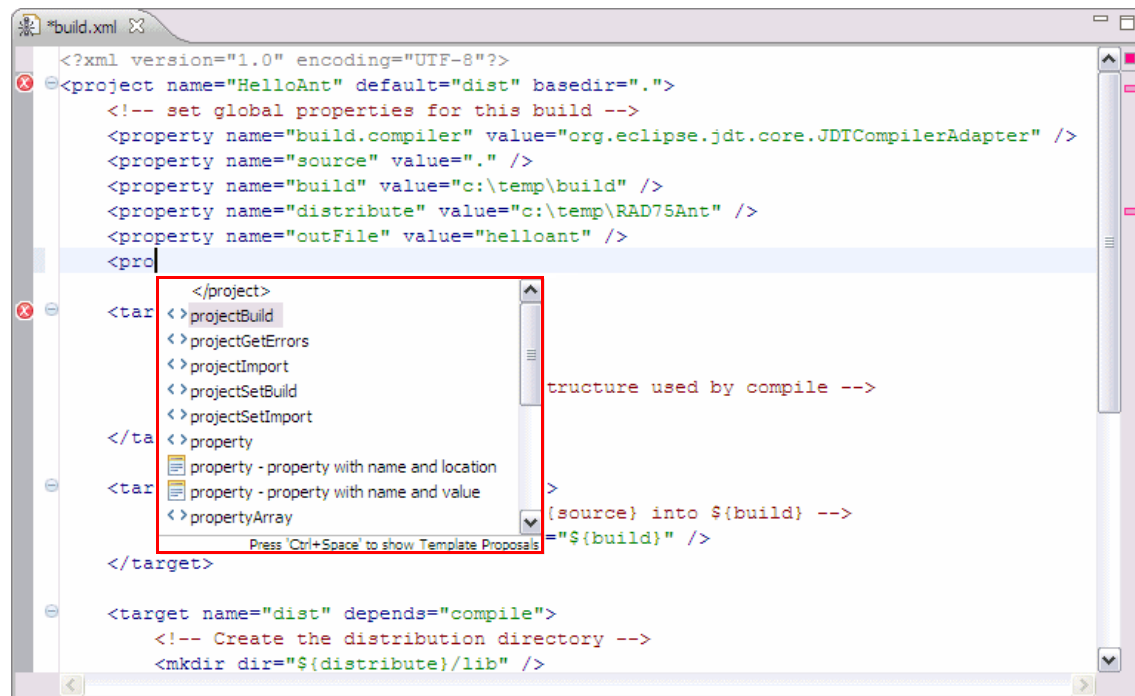 *build.xml
<?xml version="1.0" encoding="UTF-8"?>
<project name="HelloAnt" default="dist" basedir=".">
<!-- set global properties for this build -->
<property name="build.compiler" value="org.eclipse.jdt.core.JDTCompilerAdapter" />
<property name="source" value="." />
<property name="build" value="c:\temp\build" />
<property name="distribute" value="c:\temp\RAD75Ant" />
<property name="outFile" value="helloant" />
<pro
</project>
<tar <> projectBuild
<> projectGetErrors
<> projectImport
<> projectSetBuild tructure used by compile -->
<> projectSetImport
</ta <> property
property - property with name and location
<tar property - property with name and value >
<> propertyArray {source} into ${build} -->
Press 'Ctrl+Space' to show Template Proposals ="${build}" />
</target>
<target name="dist" depends="compile">
<!-- Create the distribution directory -->
<mkdir dir="${distribute}/lib" />